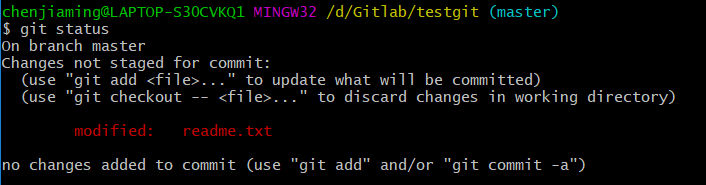 chenjiaming@LAPTOP-S3OCVKQ1 MINGW32 /d/Gitlab/testgit (master)
$ git status
On branch master
Changes not staged for commit:
  (use "git add <file>..." to update what will be committed)
  (use "git checkout -- <file>..." to discard changes in working directory)
        modified:   readme.txt
no changes added to commit (use "git add" and/or "git commit -a")